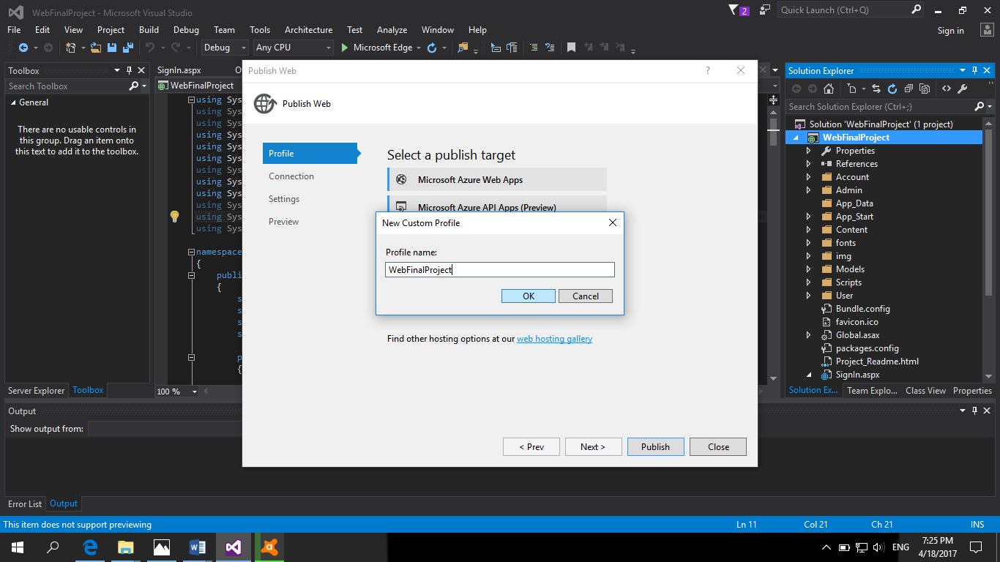 WebFinalProject - Microsoft Visual Studio
2
Quick Launch (Ctrl+Q)
File Edit View Project Build Debug Team Tools Architecture Test Analyze Window Help
Sign in
Debug Any CPU Microsoft Edge
Toolbox
Search Toolbox
General
There are no usable controls in
this group. Drag an item onto
this text to add it to the toolbox.
Server Explorer Toolbox
SignIn.aspx
WebFinalProject
using Sys
using Sys
using Sys
using Sys
using Sys
using Sys
using Sys
using Sys
using Sys
using Sys
using Sys
using Sys
namespace
{
publi
{
s
s
s
s
p
{
100 %
Publish Web
?
Publish Web
Profile
Connection
Settings
Preview
Select a publish target
Microsoft Azure Web Apps
Microsoft Azure API Apps (Preview)
New Custom Profile
Profile name:
WebFinalProject
OK Cancel
Find other hosting options at our web hosting gallery
< Prev Next > Publish Close
Solution Explorer
Search Solution Explorer (Ctrl+;)
Solution 'WebFinalProject' (1 project)
WebFinalProject
Properties
References
Account
Admin
App_Data
App_Start
Content
fonts
img
Models
Scripts
User
Bundle.config
favicon.ico
Global.asax
packages.config
Project_Readme.html
SignIn.aspx
Solution Ex... Team Explo... Class View Properties
Output
Show output from:
Error List Output
This item does not support previewing Ln 11 Col 21 Ch 21 INS
ENG
7:25 PM
4/18/2017